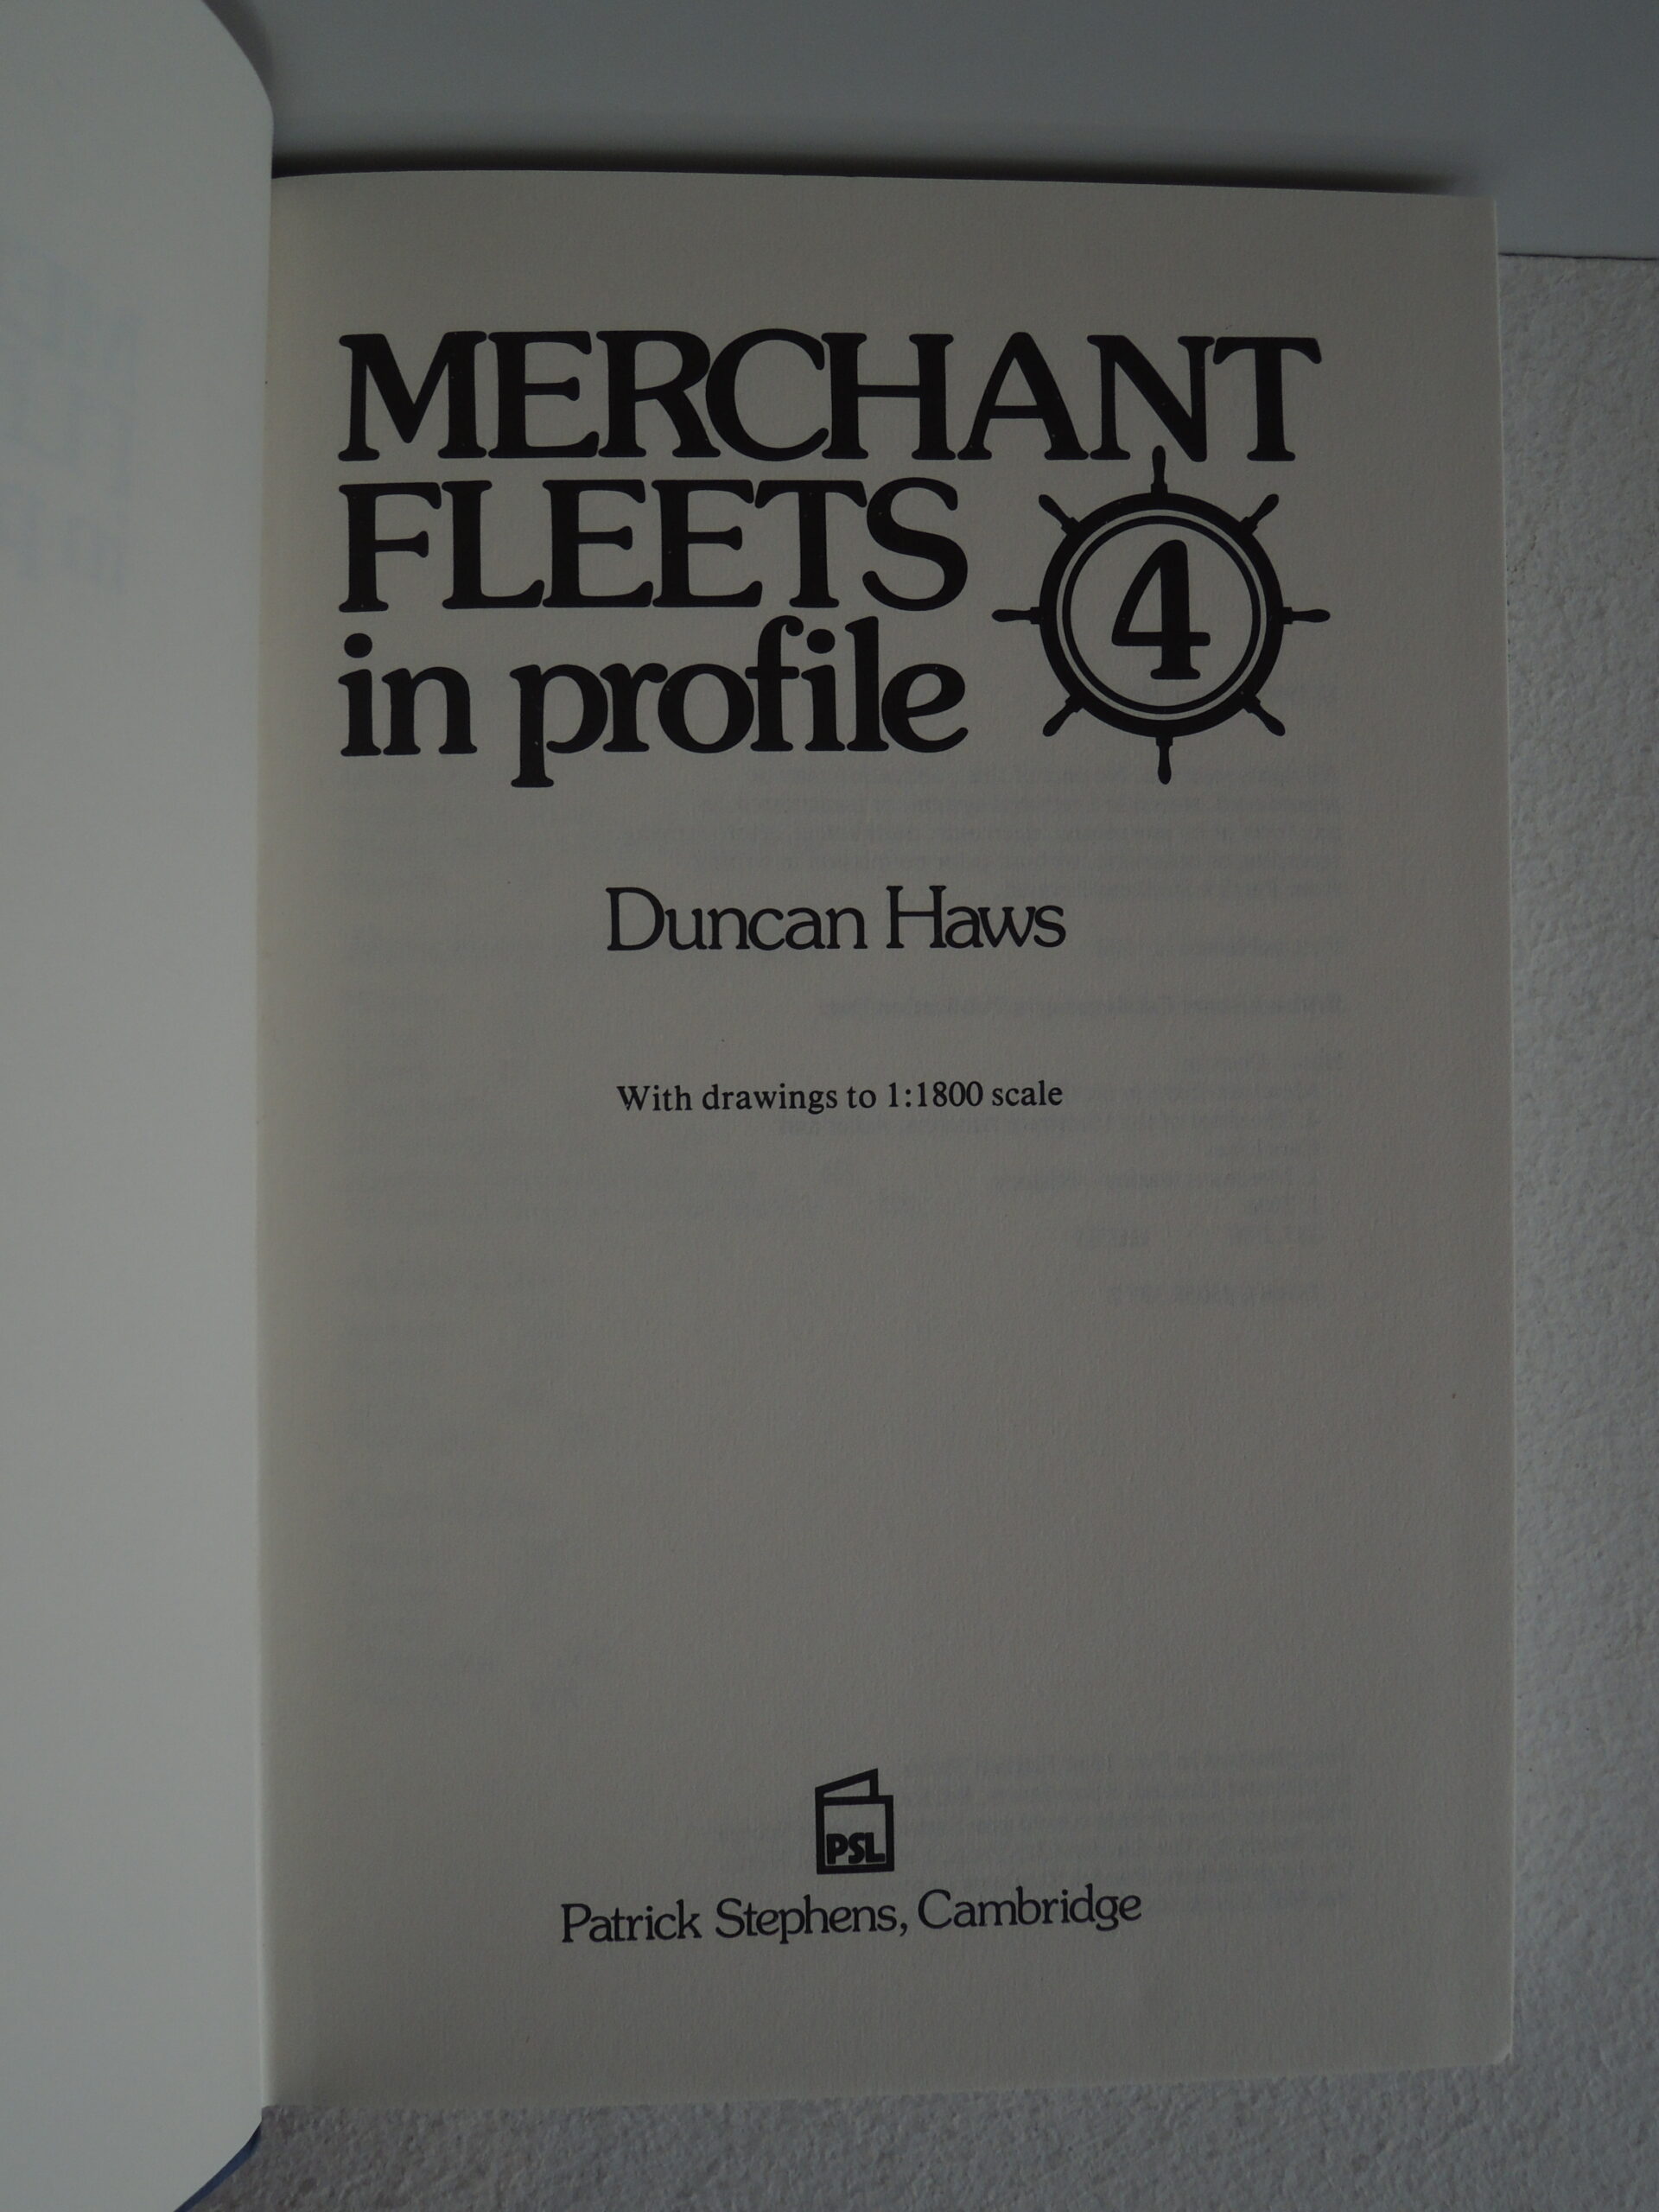 MERCHANT
FLEETS
in profile
4
Duncan Haws
With drawings to 1:1800 scale
PSL
Patrick Stephens, Cambridge